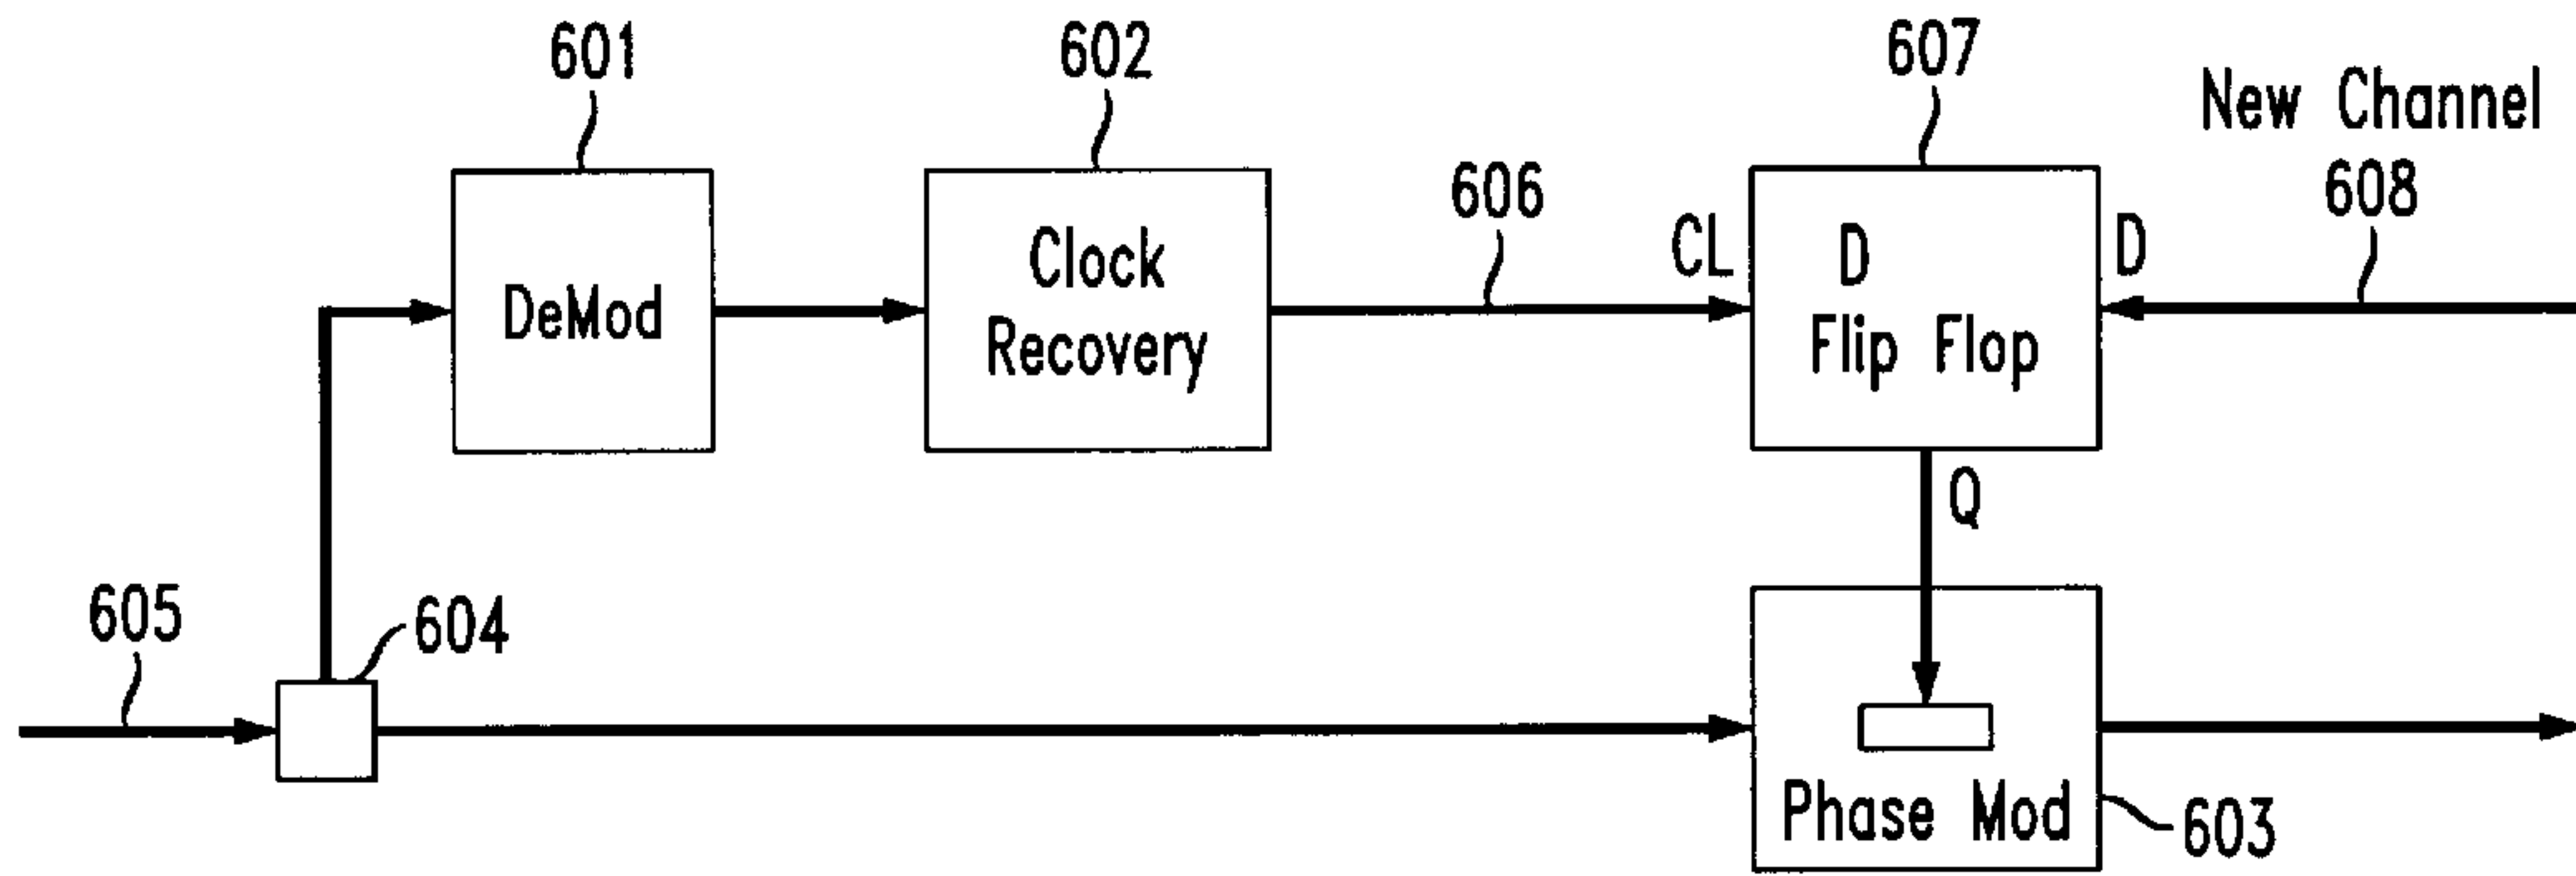 601
602
607
New Channel
608
606
DeMod
Clock
Recovery
CL
D
Flip Flop
D
Q
605
604
Phase Mod
603